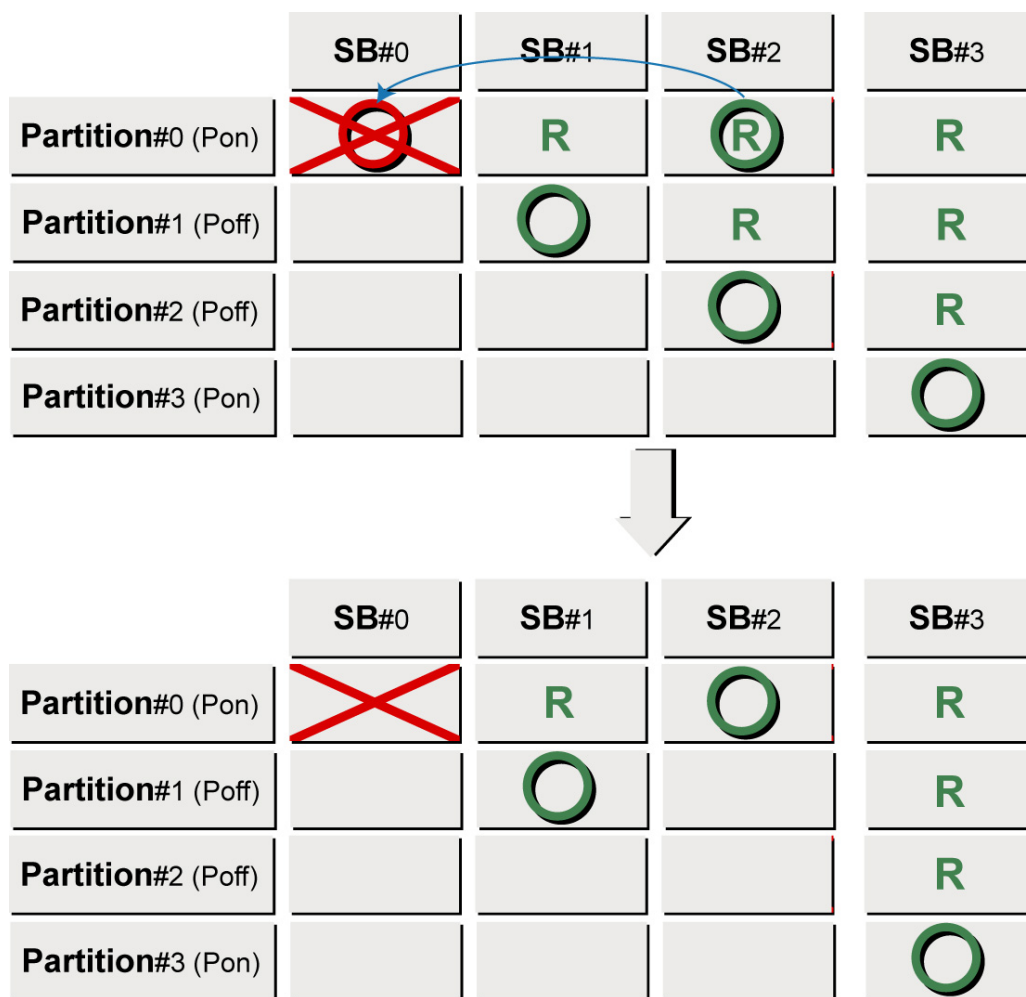 SB#0 SB#1 SB#2 SB#3
Partition#0 (Pon) R R R
Partition#1 (Poff) R R
Partition#2 (Poff) R
Partition#3 (Pon)
SB#0 SB#1 SB#2 SB#3
Partition#0 (Pon) R R
Partition#1 (Poff) R
Partition#2 (Poff) R
Partition#3 (Pon)